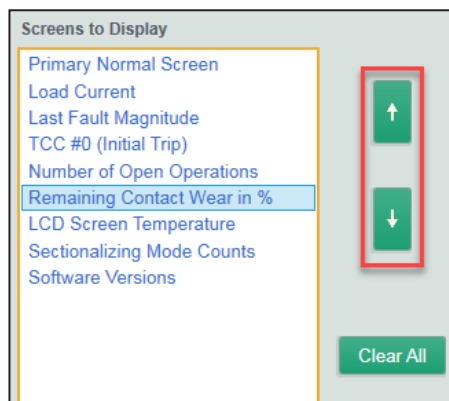 Screens to Display
Primary Normal Screen
Load Current
Last Fault Magnitude
TCC #0 (Initial Trip)
Number of Open Operations
Remaining Contact Wear in %
LCD Screen Temperature
Sectionalizing Mode Counts
Software Versions
Clear All